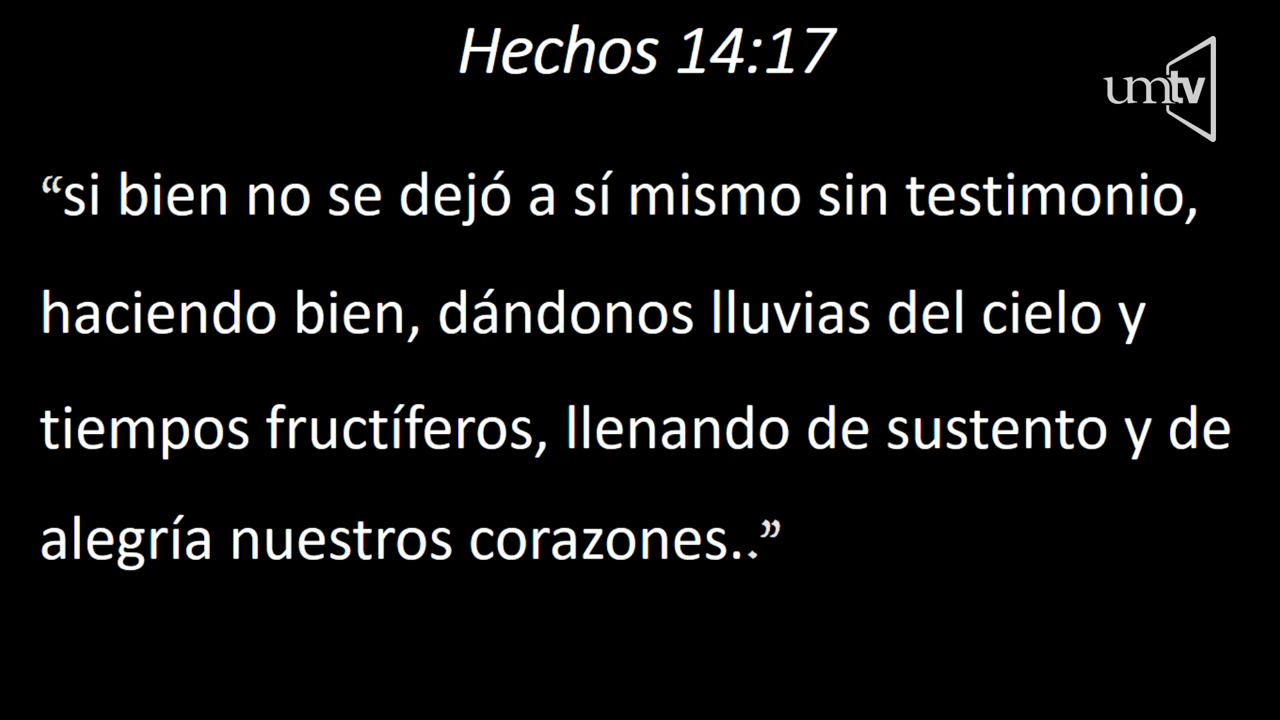 Hechos 14:17
umtv
“si bien no se dejó a sí mismo sin testimonio,
haciendo bien, dándonos lluvias del cielo y
tiempos fructíferos, llenando de sustento y de
alegría nuestros corazones..”